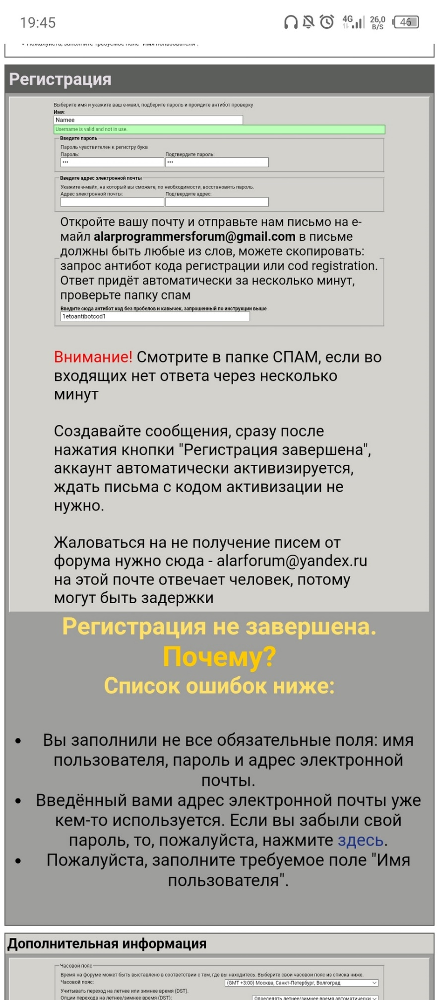 19:45
4G
26,0
B/S
46
• Пожалуйста, заполните требуемое поле "Имя пользователя".
Регистрация
Выберите имя и укажите ваш е-майл, подберите пароль и пройдите антибот проверку
Имя:
Namee
Username is valid and not in use.
Введите пароль
Пароль чувствителен к регистру букв
Пароль:
Подтвердите пароль:
•••
•••
Введите адрес электронной почты
Укажите е-майл, на который вы сможете, по необходимости, восстановить пароль.
Адрес электронной почты:
Подтвердите адрес:
Откройте вашу почту и отправьте нам письмо на е-
майл alarprogrammersforum@gmail.com в письме
должны быть любые из слов, можете скопировать:
запрос антибот кода регистрации или cod registration.
Ответ придёт автоматически за несколько минут,
проверьте папку спам
Введите сюда антибот код без пробелов и кавычек, запрошенный по инструкции выше
1etoantibotcod1
Внимание! Смотрите в папке СПАМ, если во
входящих нет ответа через несколько
минут
Создавайте сообщения, сразу после
нажатия кнопки "Регистрация завершена",
аккаунт автоматически активизируется,
ждать письма с кодом активизации не
нужно.
Жаловаться на не получение писем от
форума нужно сюда - alarforum@yandex.ru
на этой почте отвечает человек, потому
могут быть задержки
Регистрация не завершена.
Почему?
Список ошибок ниже:
• Вы заполнили не все обязательные поля: имя
пользователя, пароль и адрес электронной
почты.
• Введённый вами адрес электронной почты уже
кем-то используется. Если вы забыли свой
пароль, то, пожалуйста, нажмите здесь.
• Пожалуйста, заполните требуемое поле "Имя
пользователя".
Дополнительная информация
Часовой пояс
Время на форуме может быть выставлено в соответствии с тем, где вы находитесь. Выберите свой часовой пояс из списка ниже.
Часовой пояс:
(GMT +3:00) Москва, Санкт-Петербург, Волгоград
Учитывать переход на летнее или зимнее время (DST).
Опции перехода на летнее/зимнее время (DST):
Определять летнее/зимнее время автоматически